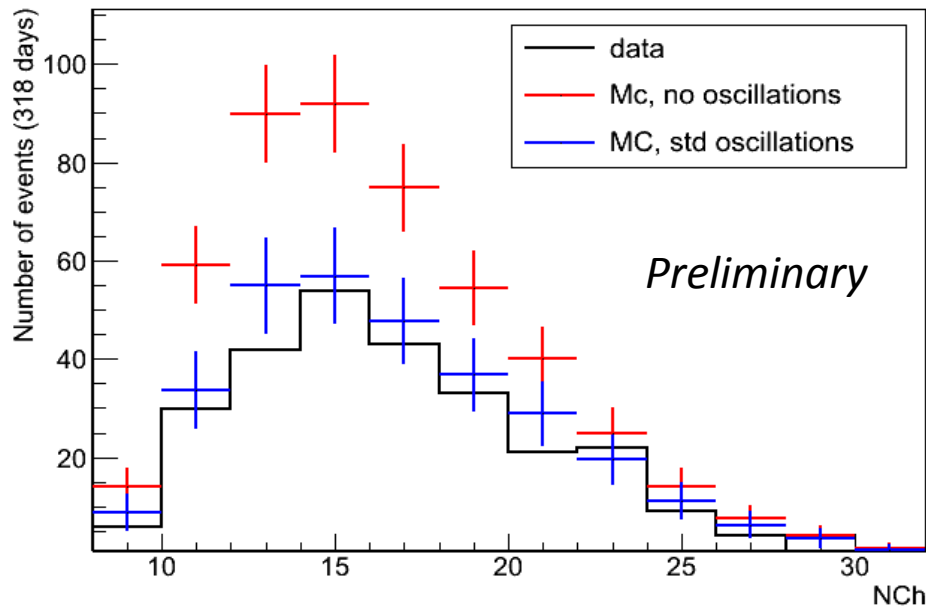 Number of events (318 days)
100
80
60
40
20
data
Mc, no oscillations
MC, std oscillations
Preliminary
10
15
20
25
30
NCh